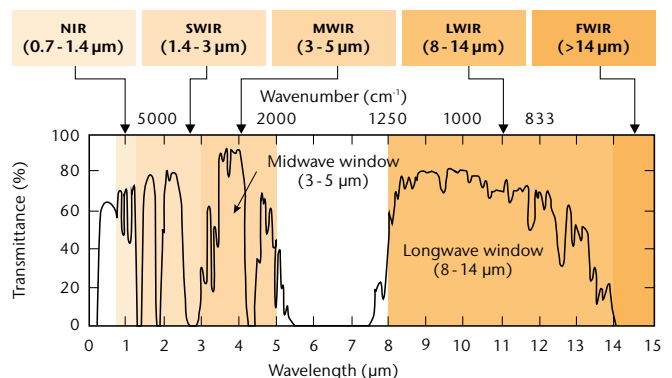 NIR
(0.7 - 1.4 µm)
SWIR
(1.4 - 3 µm)
MWIR
(3 - 5 µm)
LWIR
(8 - 14 µm)
FWIR
(>14 µm)
Wavenumber (cm-1)
5000 2000 1250 1000 833
Transmittance (%)
100
80
60
40
20
0
Midwave window
(3 - 5 µm)
Longwave window
(8 - 14 µm)
0 1 2 3 4 5 6 7 8 9 10 11 12 13 14 15
Wavelength (µm)